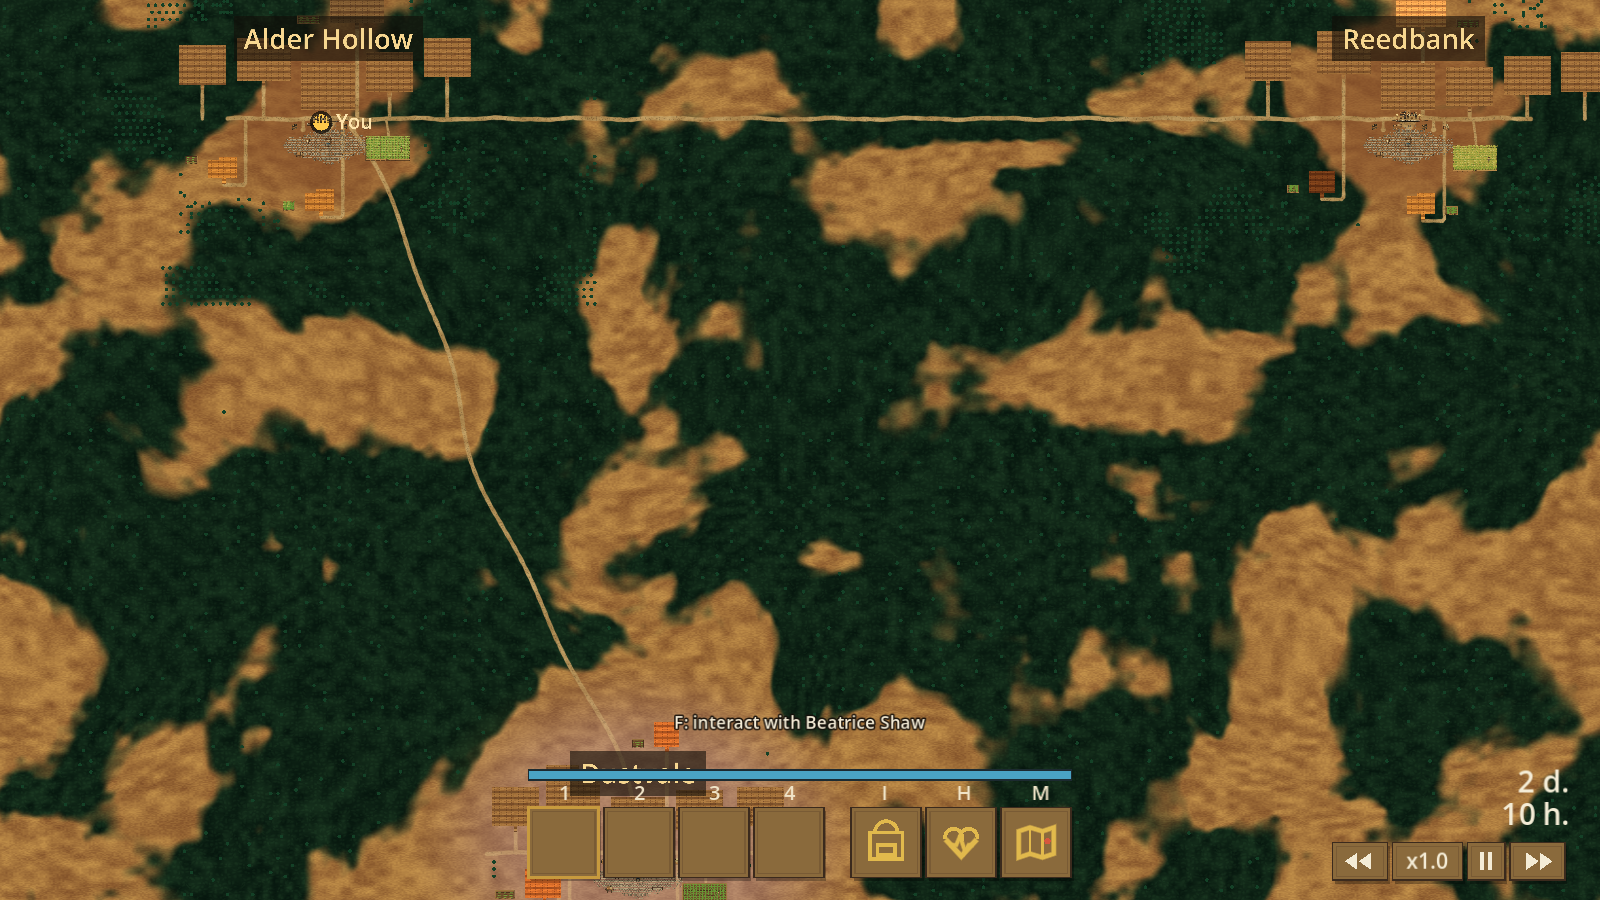 Alder Hollow
Reedbank
You
F: interact with Beatrice Shaw
1 2 3 4 I H M
2 d.
10 h.
x1.0